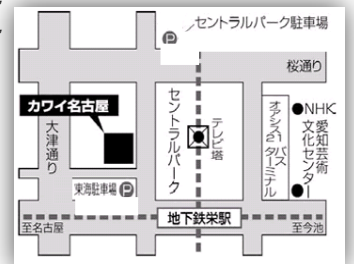 セントラルパーク駐車場
P
桜通り
カワイ名古屋
大津通り
セントラルパーク
テレビ塔
オアシス21
バスターミナル
NHK
愛知芸術
文化センター
東海駐車場 P
地下鉄栄駅
至名古屋
至今池